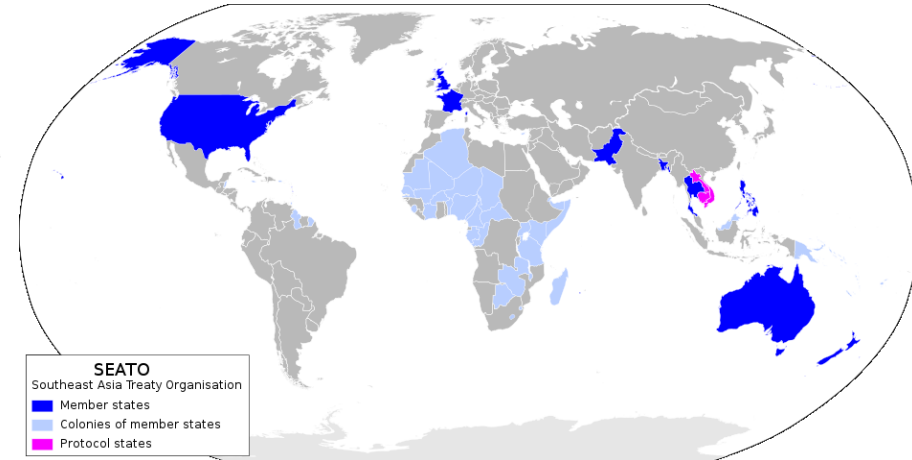 SEATO
Southeast Asia Treaty Organisation
Member states
Colonies of member states
Protocol states